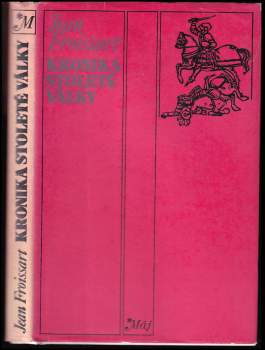 Jean Froissart KRONIKA STOLETÉ VÁLKY M
Jean
Froissart
KRONIKA
STOLETÉ
VÁLKY
Máj